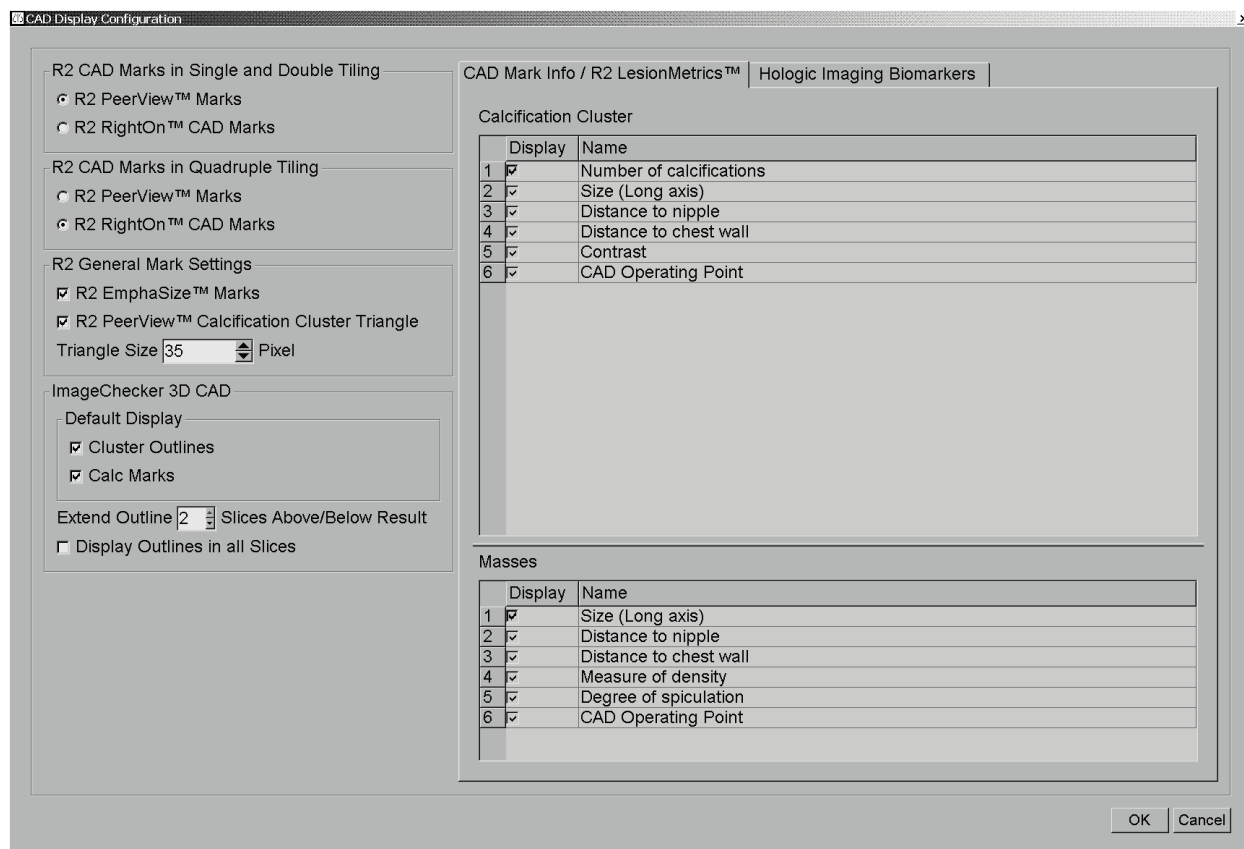 CAD Display Configuration
R2 CAD Marks in Single and Double Tiling
R2 PeerView™ Marks
R2 RightOn™ CAD Marks
R2 CAD Marks in Quadruple Tiling
R2 PeerView™ Marks
R2 RightOn™ CAD Marks
R2 General Mark Settings
R2 EmphaSize™ Marks
R2 PeerView™ Calcification Cluster Triangle
Triangle Size 35 Pixel
ImageChecker 3D CAD
Default Display
Cluster Outlines
Calc Marks
Extend Outline 2 Slices Above/Below Result
Display Outlines in all Slices
CAD Mark Info / R2 LesionMetrics™ Hologic Imaging Biomarkers
Calcification Cluster
Display Name
1 Number of calcifications
2 Size (Long axis)
3 Distance to nipple
4 Distance to chest wall
5 Contrast
6 CAD Operating Point
Masses
Display Name
1 Size (Long axis)
2 Distance to nipple
3 Distance to chest wall
4 Measure of density
5 Degree of spiculation
6 CAD Operating Point
OK Cancel